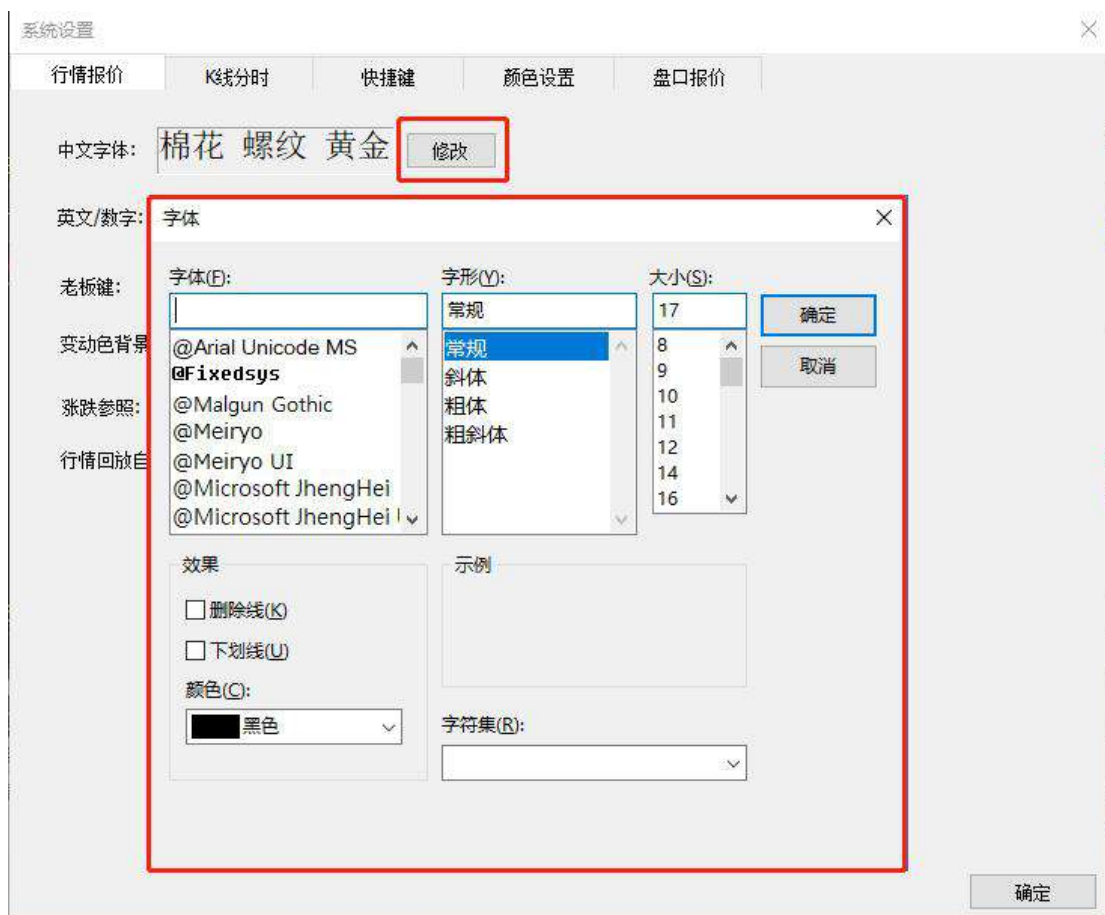 系统设置
行情报价 K线分时 快捷键 颜色设置 盘口报价
中文字体: 棉花 螺纹 黄金 修改
英文/数字:
老板键:
变动色背景
涨跌参照:
行情回放自
字体
字体(F): 字形(Y): 大小(S):
常规 17 确定
取消
@Arial Unicode MS
@Fixedsys
@Malgun Gothic
@Meiryo
@Meiryo UI
@Microsoft JhengHei
@Microsoft JhengHei
常规
斜体
粗体
粗斜体
8
9
10
11
12
14
16
效果
删除线(K)
下划线(U)
颜色(C):
黑色
示例
字符集(R):
确定